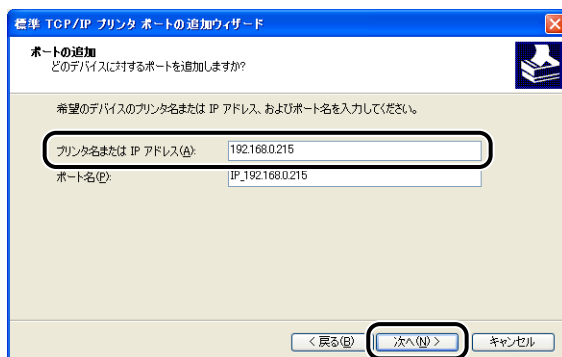 標準 TCP/IP プリンタ ポートの追加ウィザード
ポートの追加
どのデバイスに対するポートを追加しますか?
希望のデバイスのプリンタ名または IP アドレス、およびポート名を入力してください。
プリンタ名または IP アドレス(A): 192.168.0.215
ポート名(P): IP_192.168.0.215
< 戻る(B) 次へ(N) > キャンセル